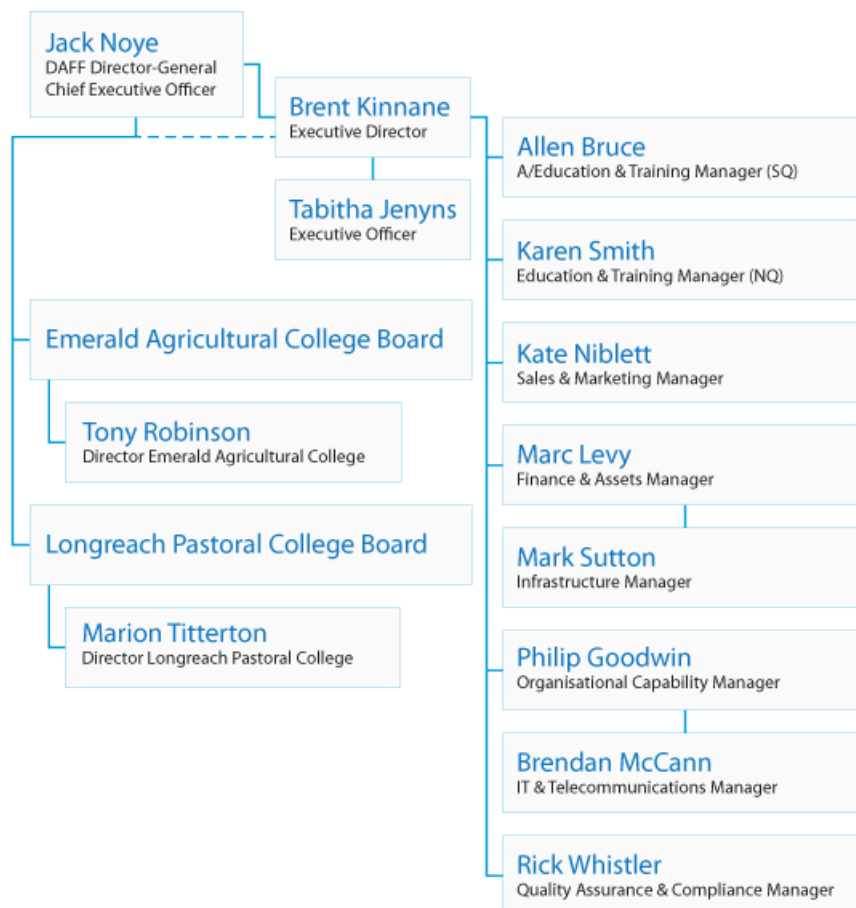 Jack Noye
DAFF Director-General
Chief Executive Officer
Brent Kinnane
Executive Director
Tabitha Jenyns
Executive Officer
Emerald Agricultural College Board
Tony Robinson
Director Emerald Agricultural College
Longreach Pastoral College Board
Marion Titterton
Director Longreach Pastoral College
Allen Bruce
A/Education & Training Manager (SQ)
Karen Smith
Education & Training Manager (NQ)
Kate Niblett
Sales & Marketing Manager
Marc Levy
Finance & Assets Manager
Mark Sutton
Infrastructure Manager
Philip Goodwin
Organisational Capability Manager
Brendan McCann
IT & Telecommunications Manager
Rick Whistler
Quality Assurance & Compliance Manager